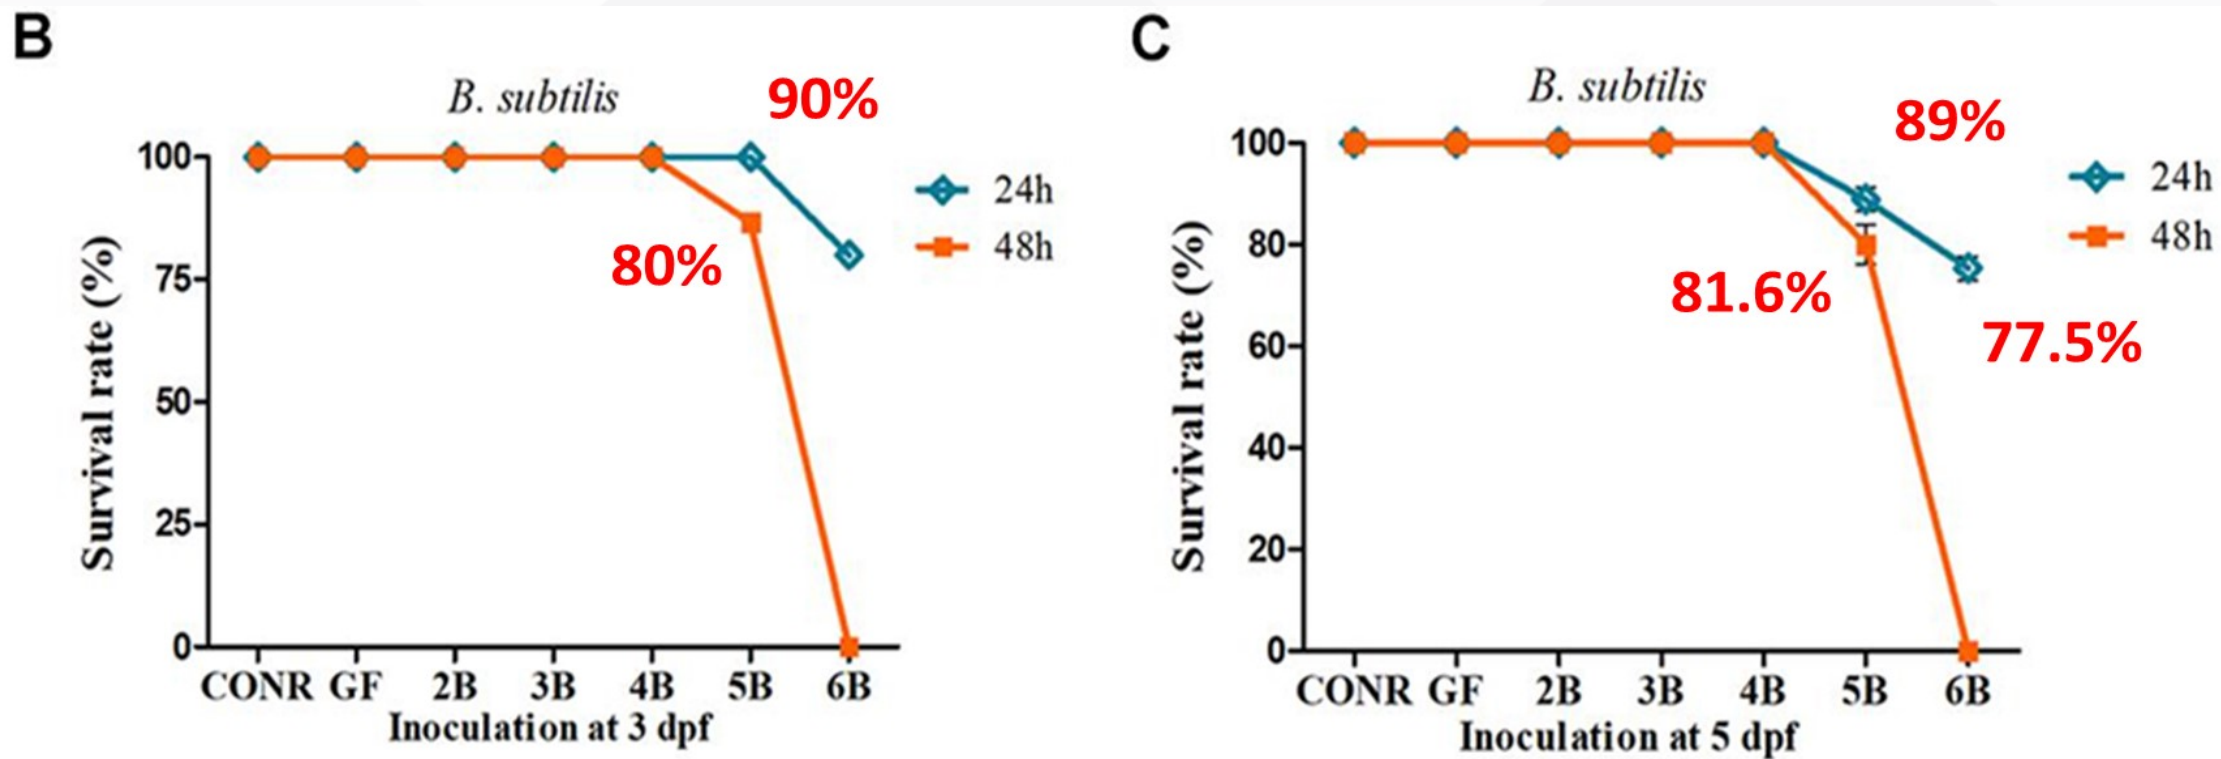 B
B. subtilis
90%
100
75
50
25
0
Survival rate (%)
80%
24h
48h
CONR GF 2B 3B 4B 5B 6B
Inoculation at 3 dpf
C
B. subtilis
89%
100
80
60
40
20
0
Survival rate (%)
81.6%
77.5%
24h
48h
CONR GF 2B 3B 4B 5B 6B
Inoculation at 5 dpf